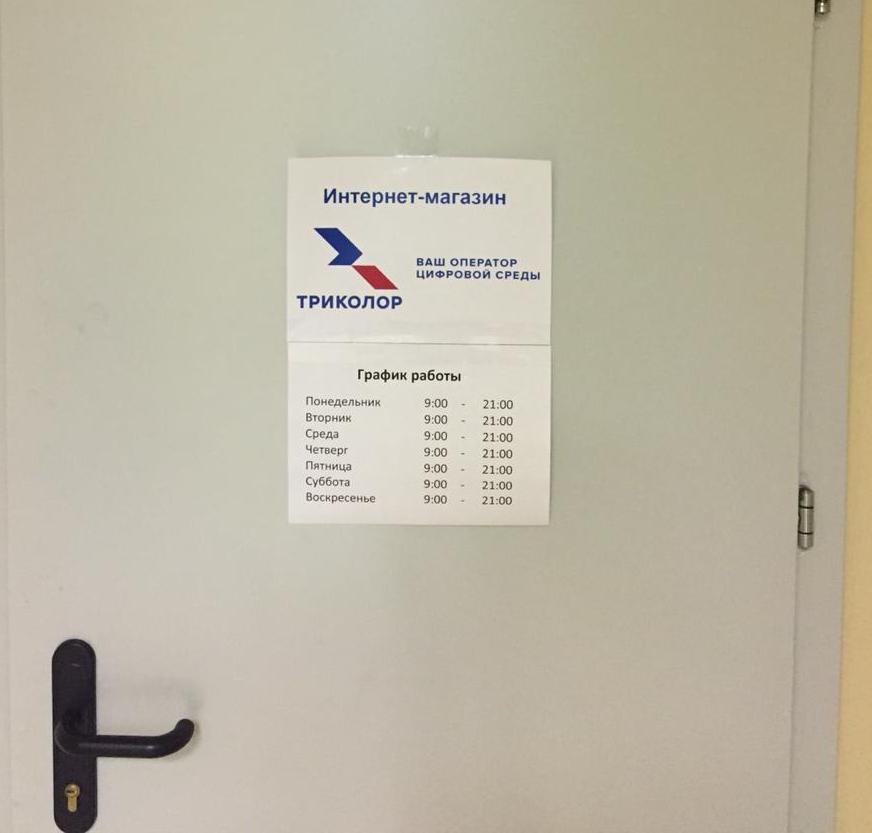 Интернет-магазин
ВАШ ОПЕРАТОР
ЦИФРОВОЙ СРЕДЫ
ТРИКОЛОР
График работы
Понедельник 9:00 - 21:00
Вторник 9:00 - 21:00
Среда 9:00 - 21:00
Четверг 9:00 - 21:00
Пятница 9:00 - 21:00
Суббота 9:00 - 21:00
Воскресенье 9:00 - 21:00